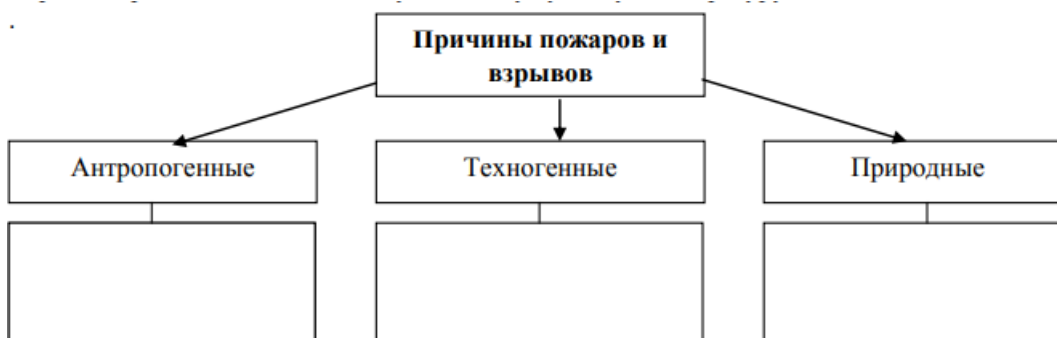 Причины пожаров и
взрывов
Антропогенные
Техногенные
Природные